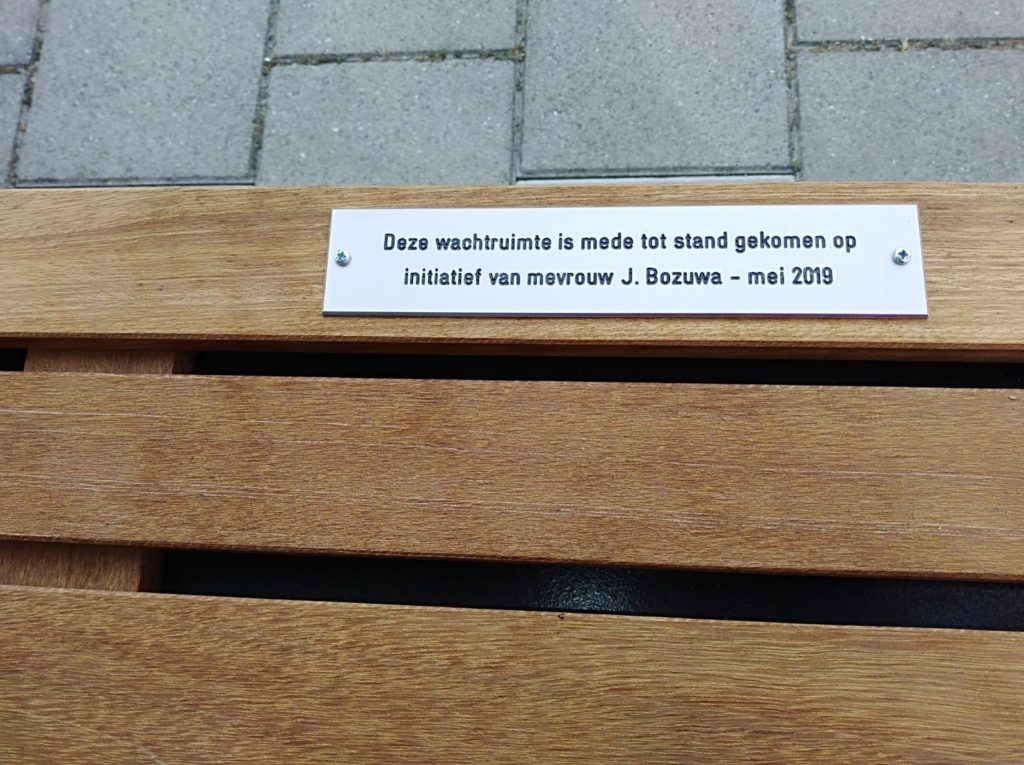 Deze wachtruimte is mede tot stand gekomen op
initiatief van mevrouw J. Bozuwa - mei 2019